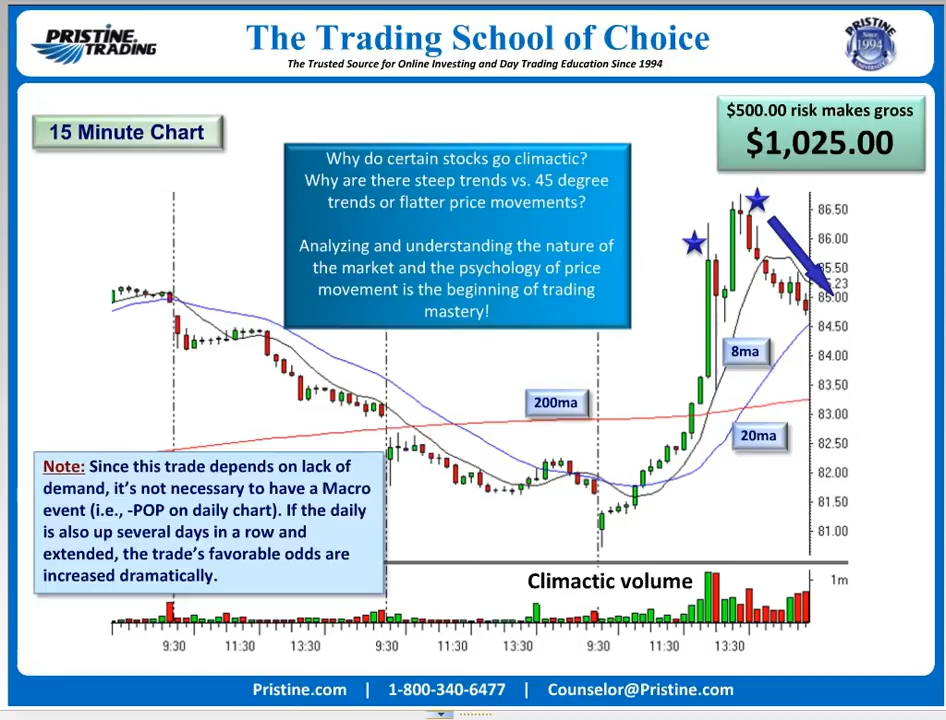 PRISTINE
TRADING
The Trading School of Choice
The Trusted Source for Online Investing and Day Trading Education Since 1994
PRISTINE
Since
1994
15 Minute Chart
$500.00 risk makes gross
$1,025.00
Why do certain stocks go climactic?
Why are there steep trends vs. 45 degree
trends or flatter price movements?
Analyzing and understanding the nature of
the market and the psychology of price
movement is the beginning of trading
mastery!
86.50
86.00
85.50
85.00
84.50
84.00
83.50
83.00
82.50
82.00
81.50
81.00
8ma
200ma
20ma
Note: Since this trade depends on lack of
demand, it's not necessary to have a Macro
event (i.e., -POP on daily chart). If the daily
is also up several days in a row and
extended, the trade's favorable odds are
increased dramatically.
Climactic volume
1m
9:30 11:30 13:30 9:30 11:30 13:30 9:30 11:30 13:30
Pristine.com | 1-800-340-6477 | Counselor@Pristine.com